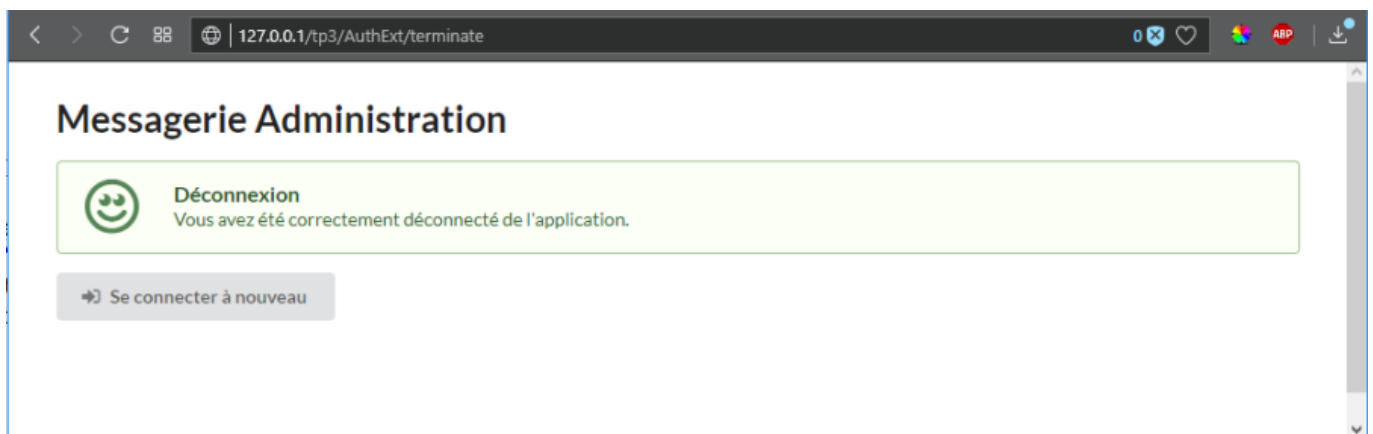 127.0.0.1/tp3/AuthExt/terminate
0
ABP
Messagerie Administration
Déconnexion
Vous avez été correctement déconnecté de l'application.
Se connecter à nouveau